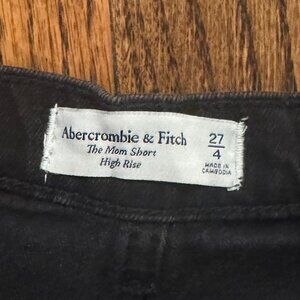 Abercrombie & Fitch
The Mom Short
High Rise
27
4
MADE IN
CAMBODIA